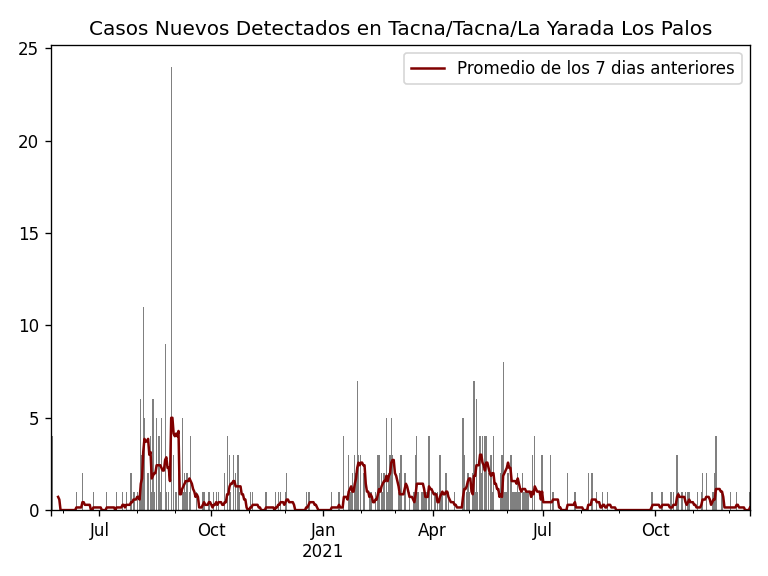 Casos Nuevos Detectados en Tacna/Tacna/La Yarada Los Palos
Promedio de los 7 dias anteriores
25
20
15
10
5
0
Jul Oct Jan Apr Jul Oct
2021